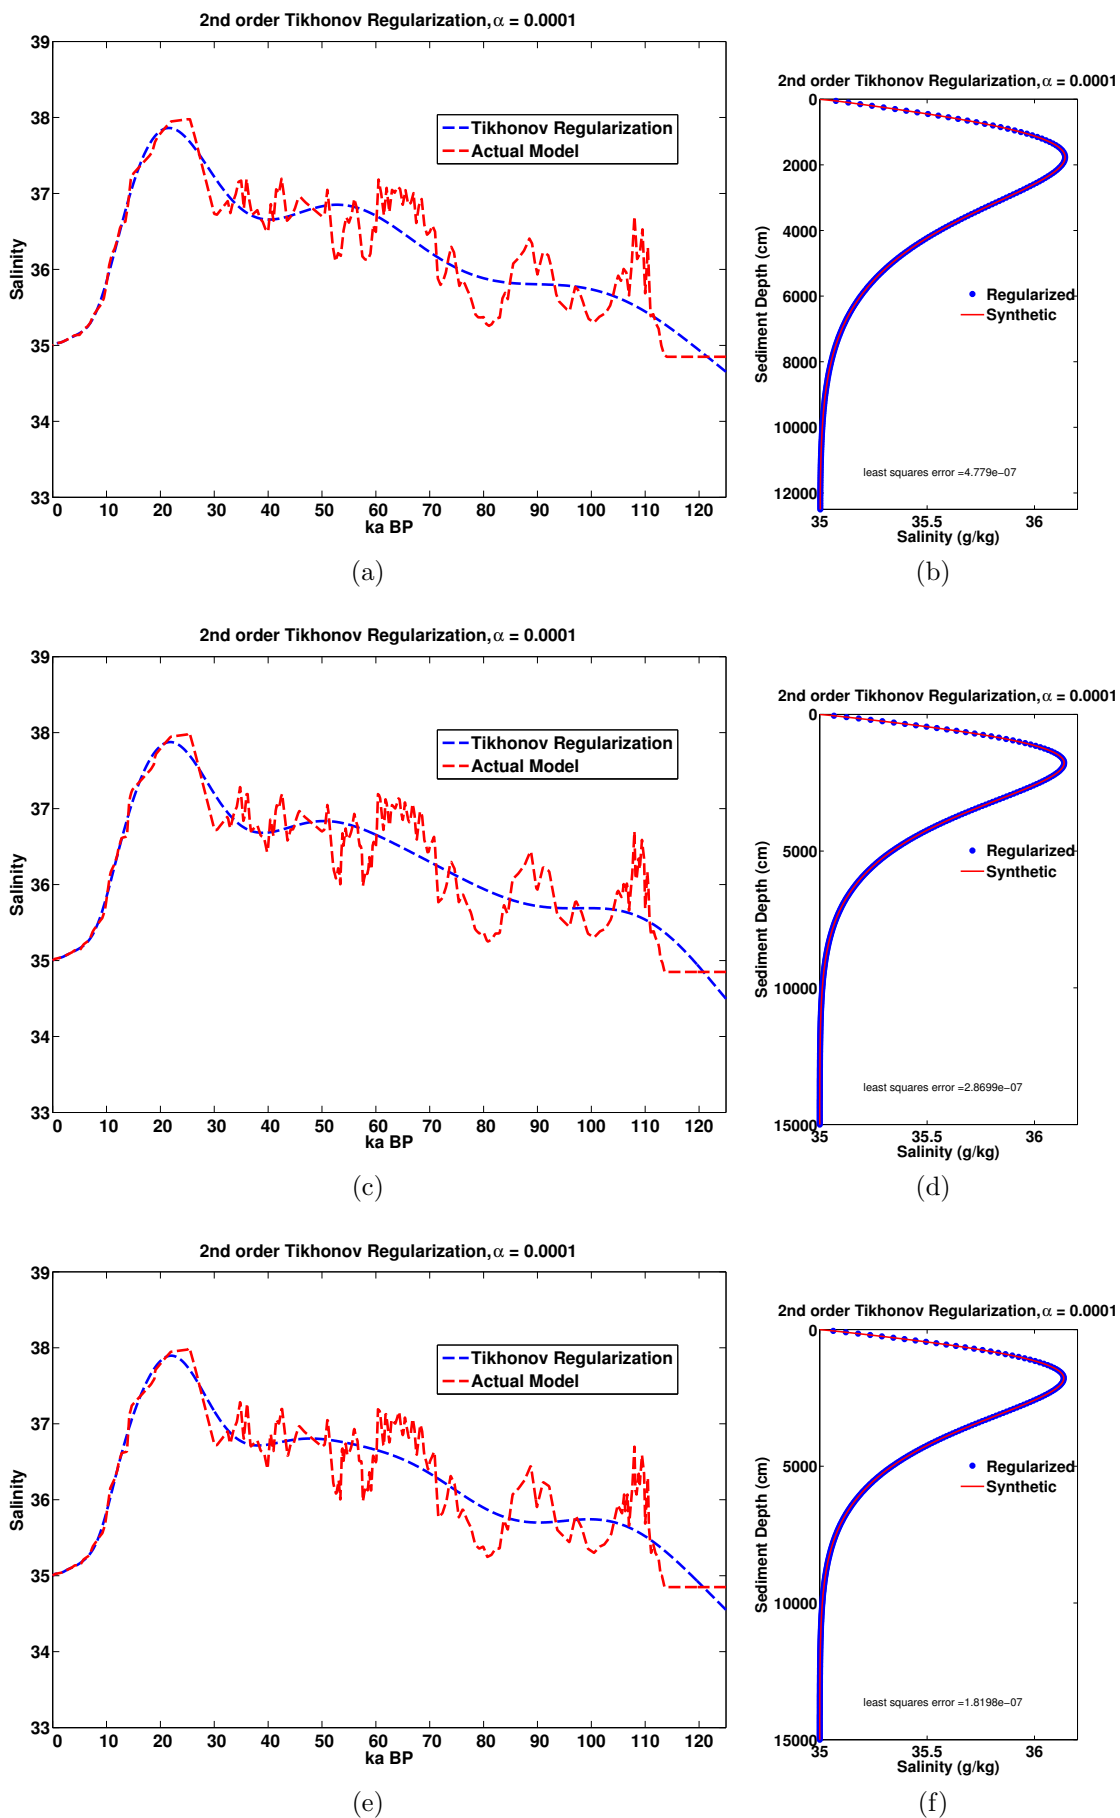 2nd order Tikhonov Regularization, α = 0.0001
39
38
37
36
35
34
33
Salinity
Tikhonov Regularization
Actual Model
0 10 20 30 40 50 60 70 80 90 100 110 120
ka BP
(a)
2nd order Tikhonov Regularization, α = 0.0001
0
2000
4000
6000
8000
10000
12000
Sediment Depth (cm)
Regularized
Synthetic
least squares error =4.779e−07
35 35.5 36
Salinity (g/kg)
(b)
2nd order Tikhonov Regularization, α = 0.0001
39
38
37
36
35
34
33
Salinity
Tikhonov Regularization
Actual Model
0 10 20 30 40 50 60 70 80 90 100 110 120
ka BP
(c)
2nd order Tikhonov Regularization, α = 0.0001
0
5000
10000
15000
Sediment Depth (cm)
Regularized
Synthetic
least squares error =2.8699e−07
35 35.5 36
Salinity (g/kg)
(d)
2nd order Tikhonov Regularization, α = 0.0001
39
38
37
36
35
34
33
Salinity
Tikhonov Regularization
Actual Model
0 10 20 30 40 50 60 70 80 90 100 110 120
ka BP
(e)
2nd order Tikhonov Regularization, α = 0.0001
0
5000
10000
15000
Sediment Depth (cm)
Regularized
Synthetic
least squares error =1.8198e−07
35 35.5 36
Salinity (g/kg)
(f)